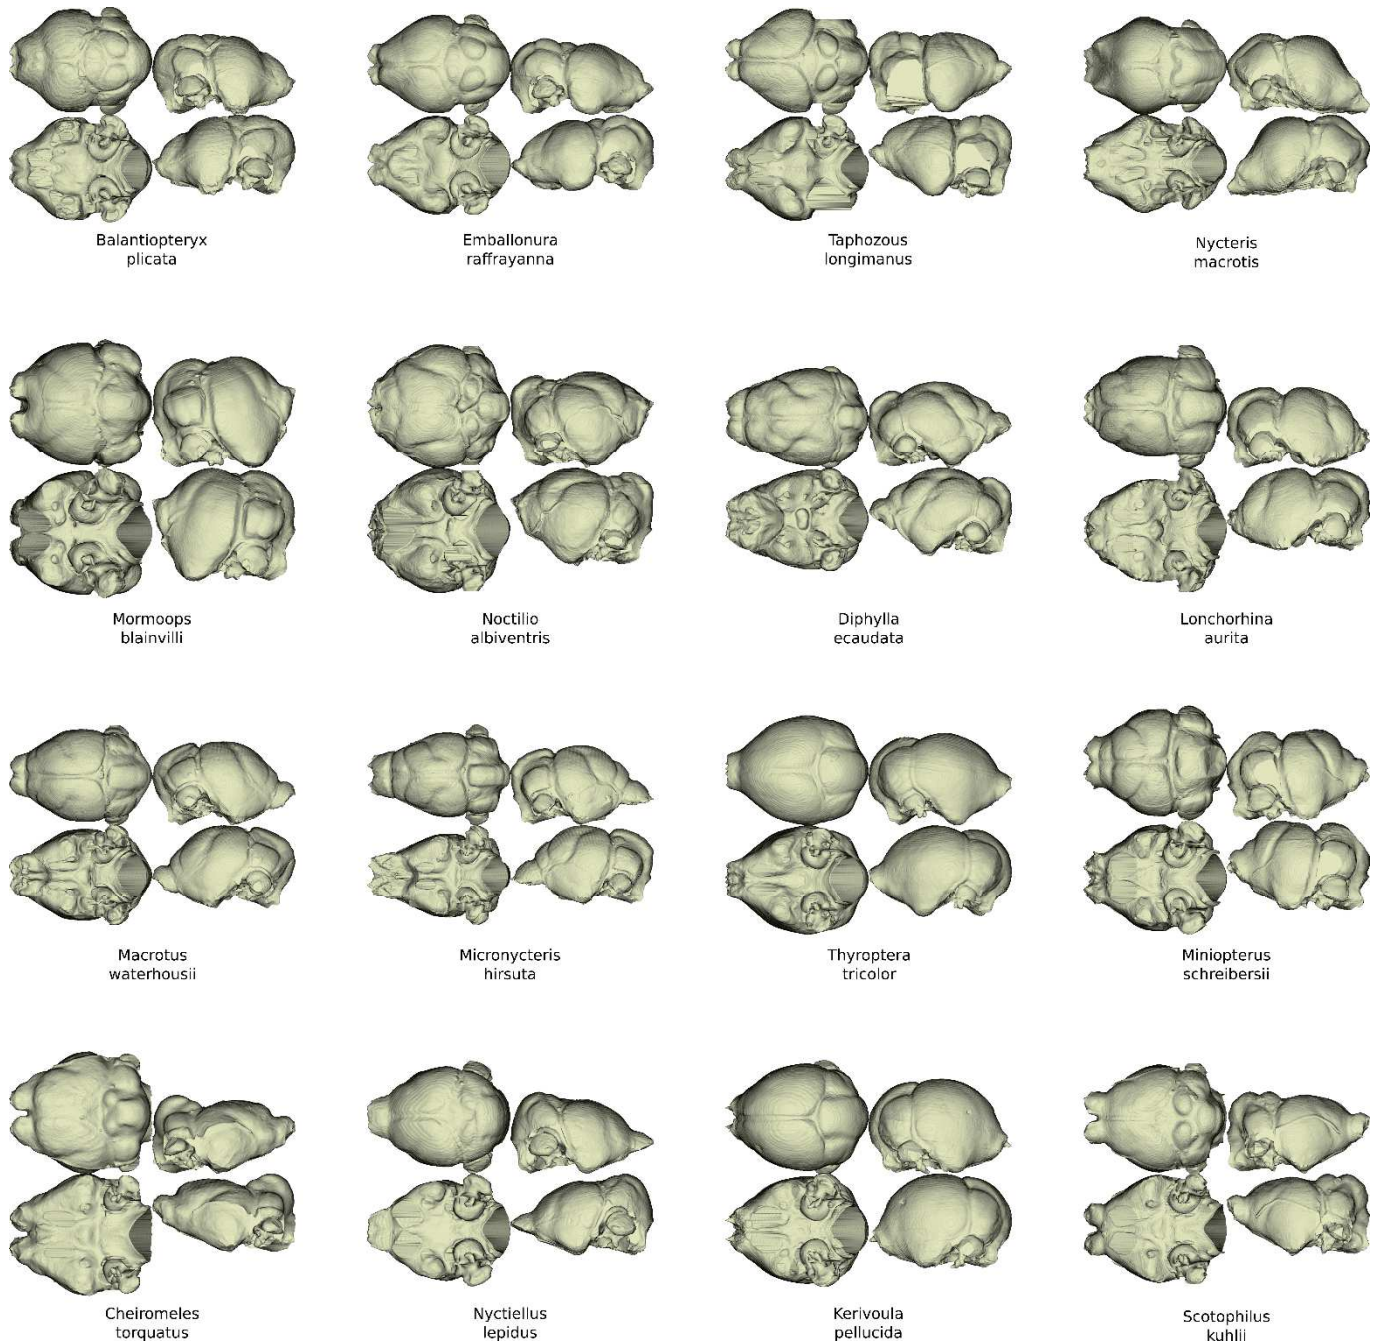 Balantiopteryx
plicata
Emballonura
raffrayanna
Taphozous
longimanus
Nycteris
macrotis
Mormoops
blainvilli
Noctilio
albiventris
Diphylla
ecaudata
Lonchorhina
aurita
Macrotus
waterhousii
Micronycteris
hirsuta
Thyroptera
tricolor
Miniopterus
schreibersii
Cheiromeles
torquatus
Nyctiellus
lepidus
Kerivoula
pellucida
Scotophilus
kuhlii